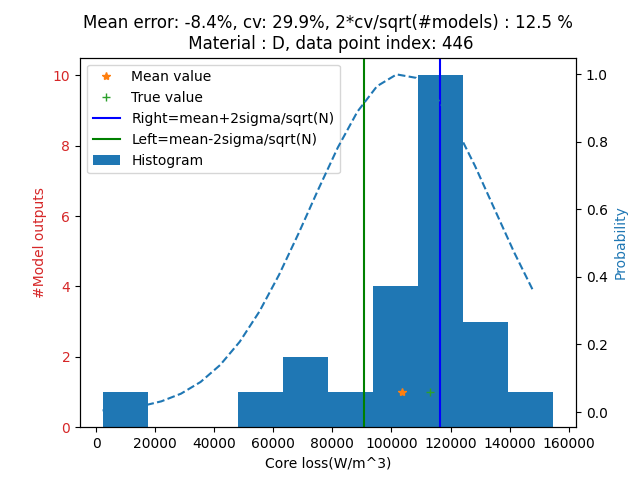 Mean error: -8.4%, cv: 29.9%, 2*cv/sqrt(#models) : 12.5 %
Material : D, data point index: 446
Mean value
True value
Right=mean+2sigma/sqrt(N)
Left=mean-2sigma/sqrt(N)
Histogram
#Model outputs
10
8
6
4
2
0
1.0
0.8
0.6
0.4
0.2
0.0
Probability
0 20000 40000 60000 80000 100000 120000 140000 160000
Core loss(W/m^3)